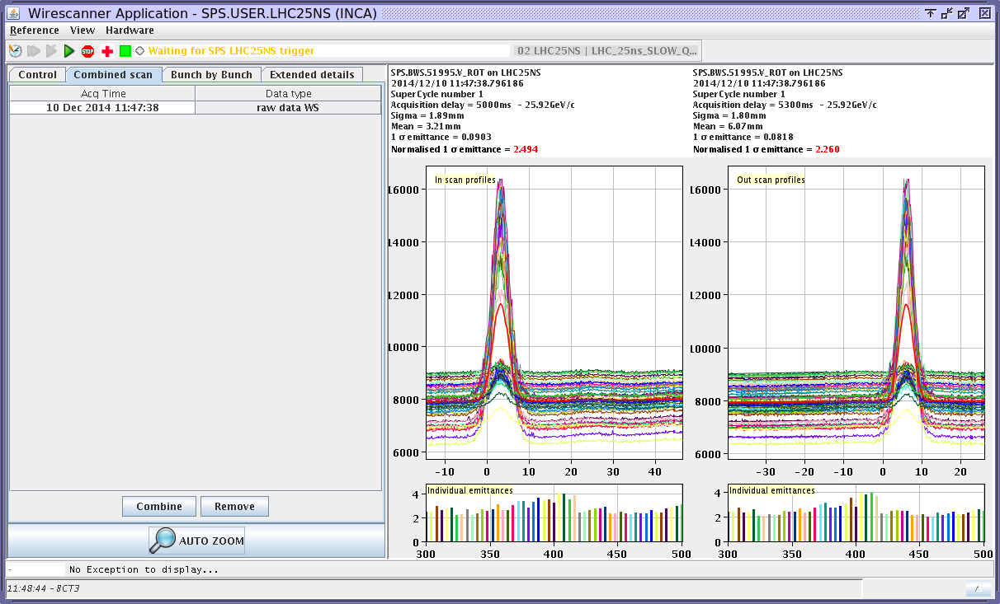 Wirescanner Application - SPS.USER.LHC25NS (INCA)
Reference View Hardware
STOP Waiting for SPS LHC25NS trigger 02 LHC25NS | LHC_25ns_SLOW_Q...
Control Combined scan Bunch by Bunch Extended details
Acq Time Data type
10 Dec 2014 11:47:38 raw data WS
Combine Remove
AUTO ZOOM
SPS.BWS.51995.V_ROT on LHC25NS
2014/12/10 11:47:38.796186
SuperCycle number 1
Acquisition delay = 5000ms - 25.92GeV/c
Sigma = 1.89mm
Mean = 3.21mm
1 σ emittance = 0.0903
Normalised 1 σ emittance = 2.494
In scan profiles
16000
14000
12000
10000
8000
6000
-10 0 10 20 30 40
Individual emittances
4
2
0
300 350 400 450 500
SPS.BWS.51995.V_ROT on LHC25NS
2014/12/10 11:47:38.796186
SuperCycle number 1
Acquisition delay = 5300ms - 25.92GeV/c
Sigma = 1.80mm
Mean = 6.07mm
1 σ emittance = 0.0818
Normalised 1 σ emittance = 2.260
Out scan profiles
16000
14000
12000
10000
8000
6000
-30 -20 -10 0 10 20
Individual emittances
4
2
0
300 350 400 450 500
- No Exception to display...
11:48:44 - BCT3 /